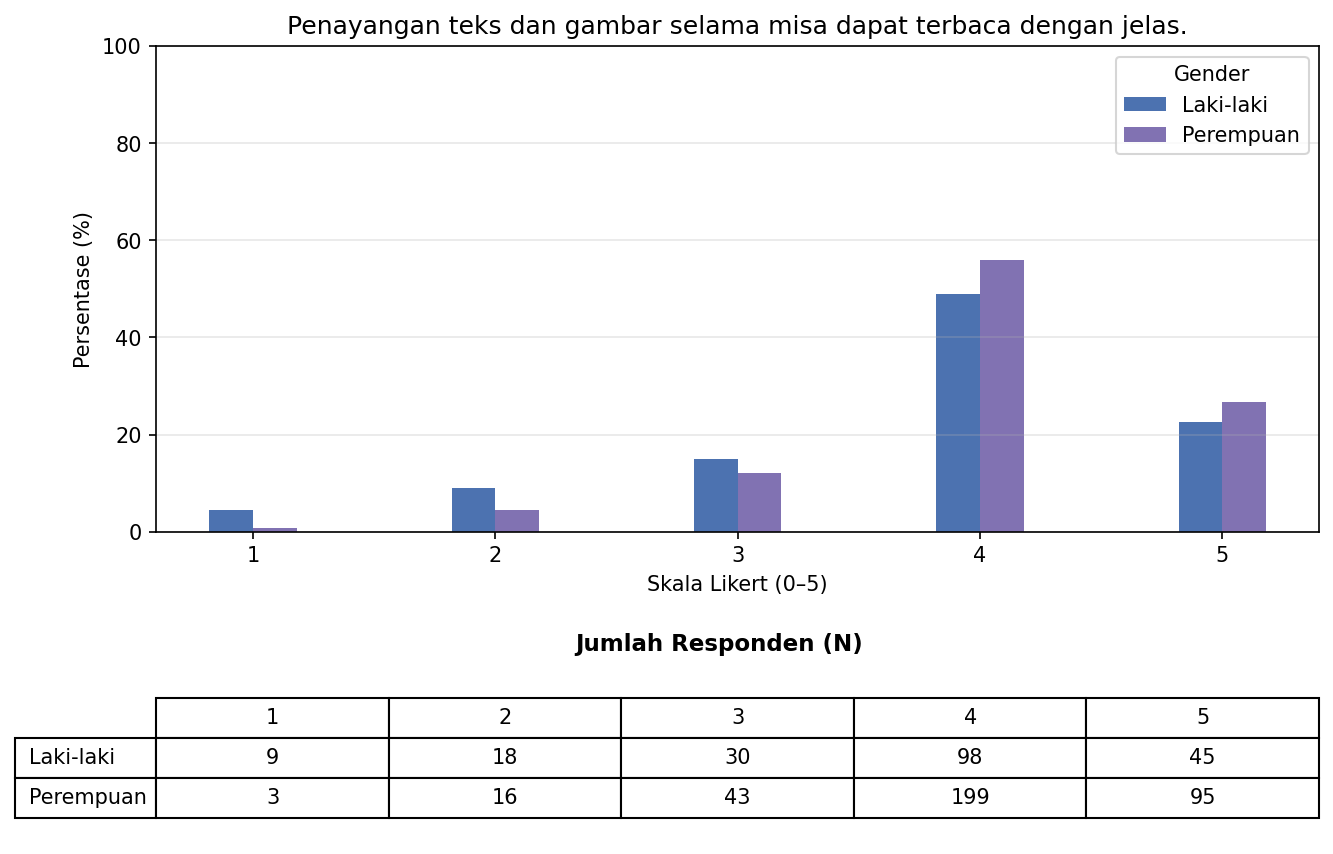 Penayangan teks dan gambar selama misa dapat terbaca dengan jelas.
100
80
60
40
20
0
Persentase (%)
Gender
Laki-laki
Perempuan
1 2 3 4 5
Skala Likert (0–5)
Jumlah Responden (N)
1 2 3 4 5
Laki-laki 9 18 30 98 45
Perempuan 3 16 43 199 95